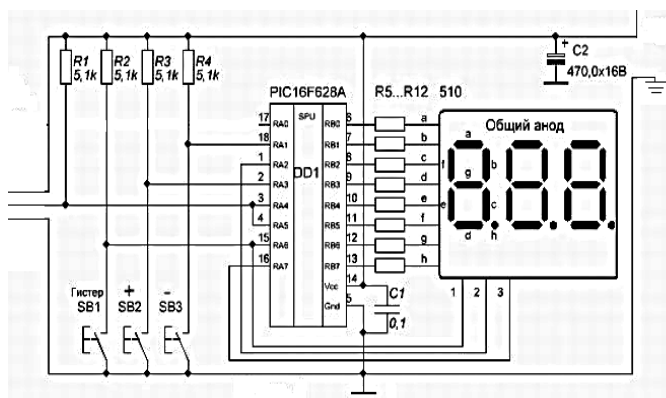 R1
5,1k
R2
5,1k
R3
5,1k
R4
5,1k
+
C2
470,0x16В
PIC16F628A
R5...R12 510
SPU
DD1
17 RA0
18 RA1
1 RA2
2 RA3
3 RA4
4 RA5
15 RA6
16 RA7
RB0 6
RB1 7
RB2 8
RB3 9
RB4 10
RB5 11
RB6 12
RB7 13
14
Vcc
5
Gnd
a
b
c
d
e
f
g
h
Общий анод
a
f
b
g
e
c
d
h
1 2 3
C1
0,1
Гистер
SB1
+
SB2
-
SB3